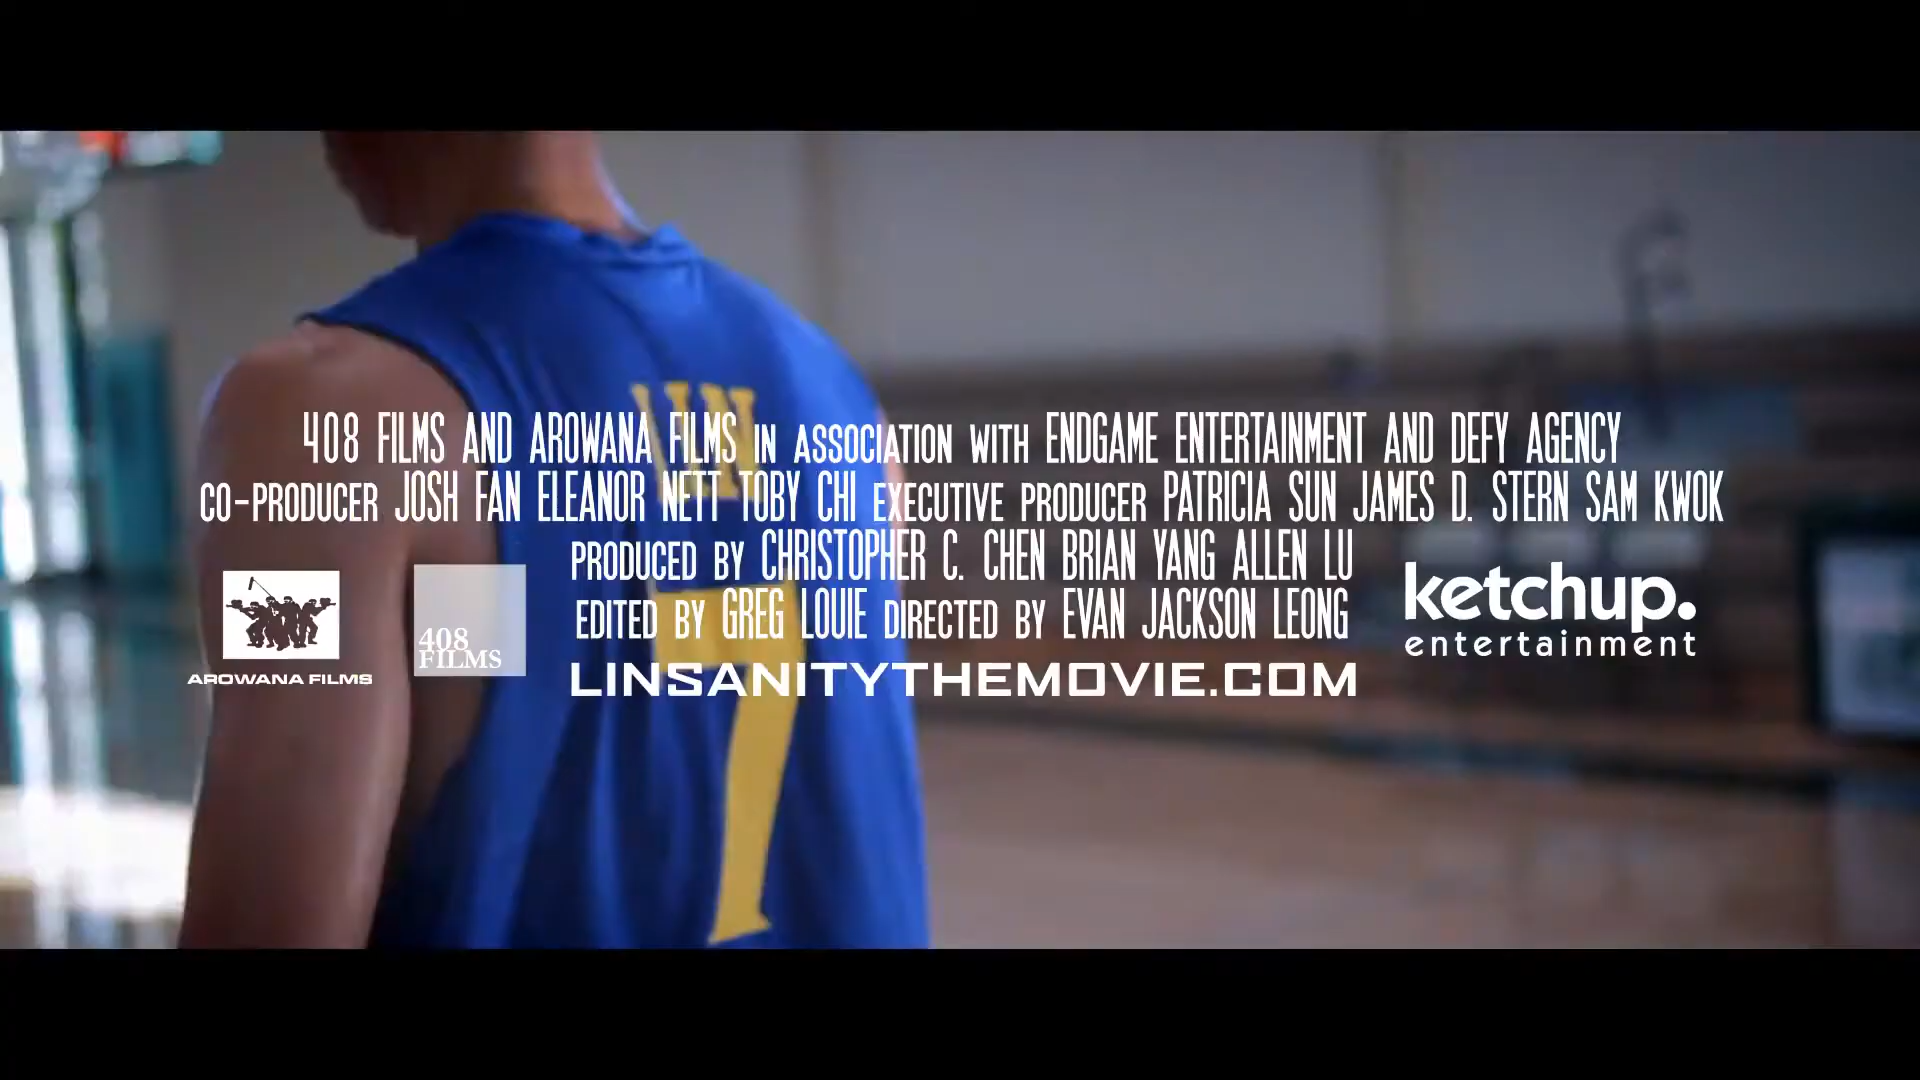 LIN
7
408 FILMS AND AROWANA FILMS IN ASSOCIATION WITH ENDGAME ENTERTAINMENT AND DEFY AGENCY
CO-PRODUCER JOSH FAN ELEANOR NETT TOBY CHI EXECUTIVE PRODUCER PATRICIA SUN JAMES D. STERN SAM KWOK
PRODUCED BY CHRISTOPHER C. CHEN BRIAN YANG ALLEN LU
EDITED BY GREG LOUIE DIRECTED BY EVAN JACKSON LEONG
LINSANITYTHEMOVIE.COM
AROWANA FILMS
408
FILMS
ketchup.
entertainment